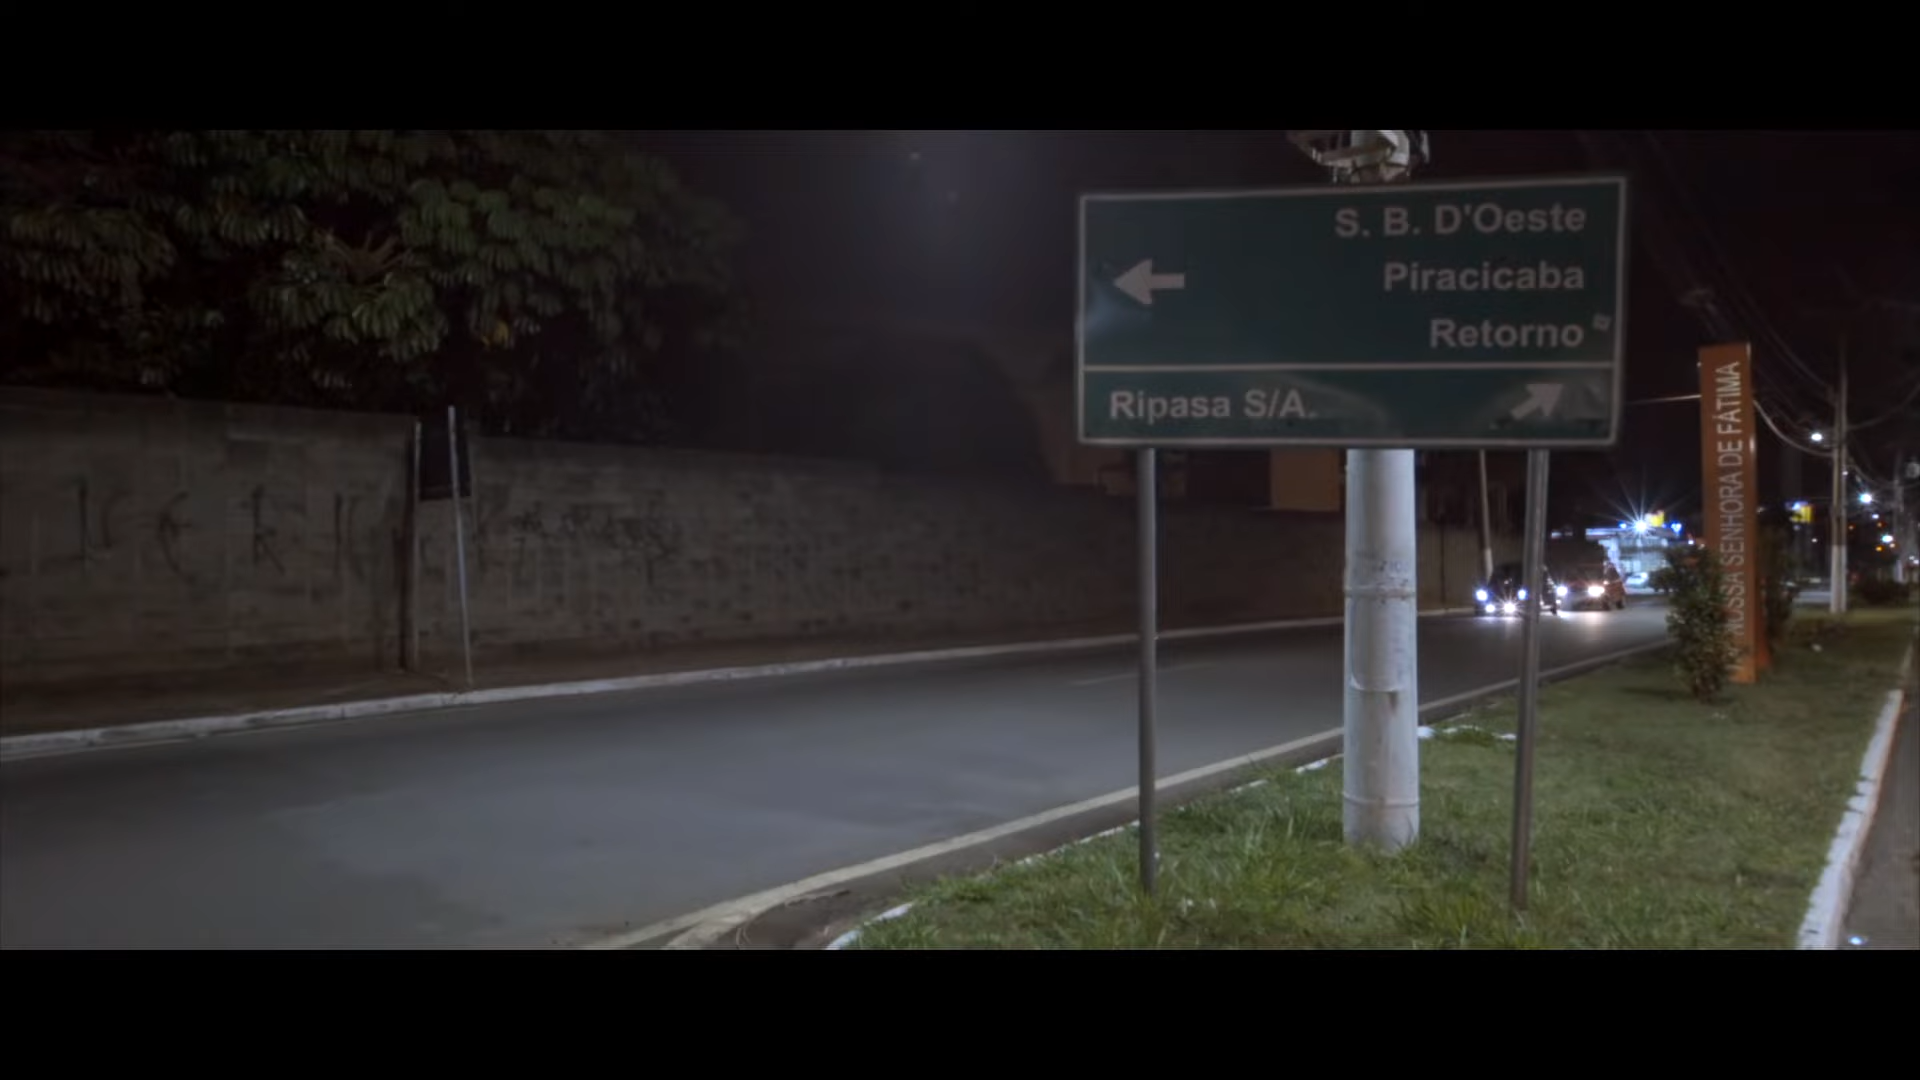 S. B. D'Oeste
Piracicaba
Retorno
Ripasa S/A.
NOSSA SENHORA DE FÁTIMA